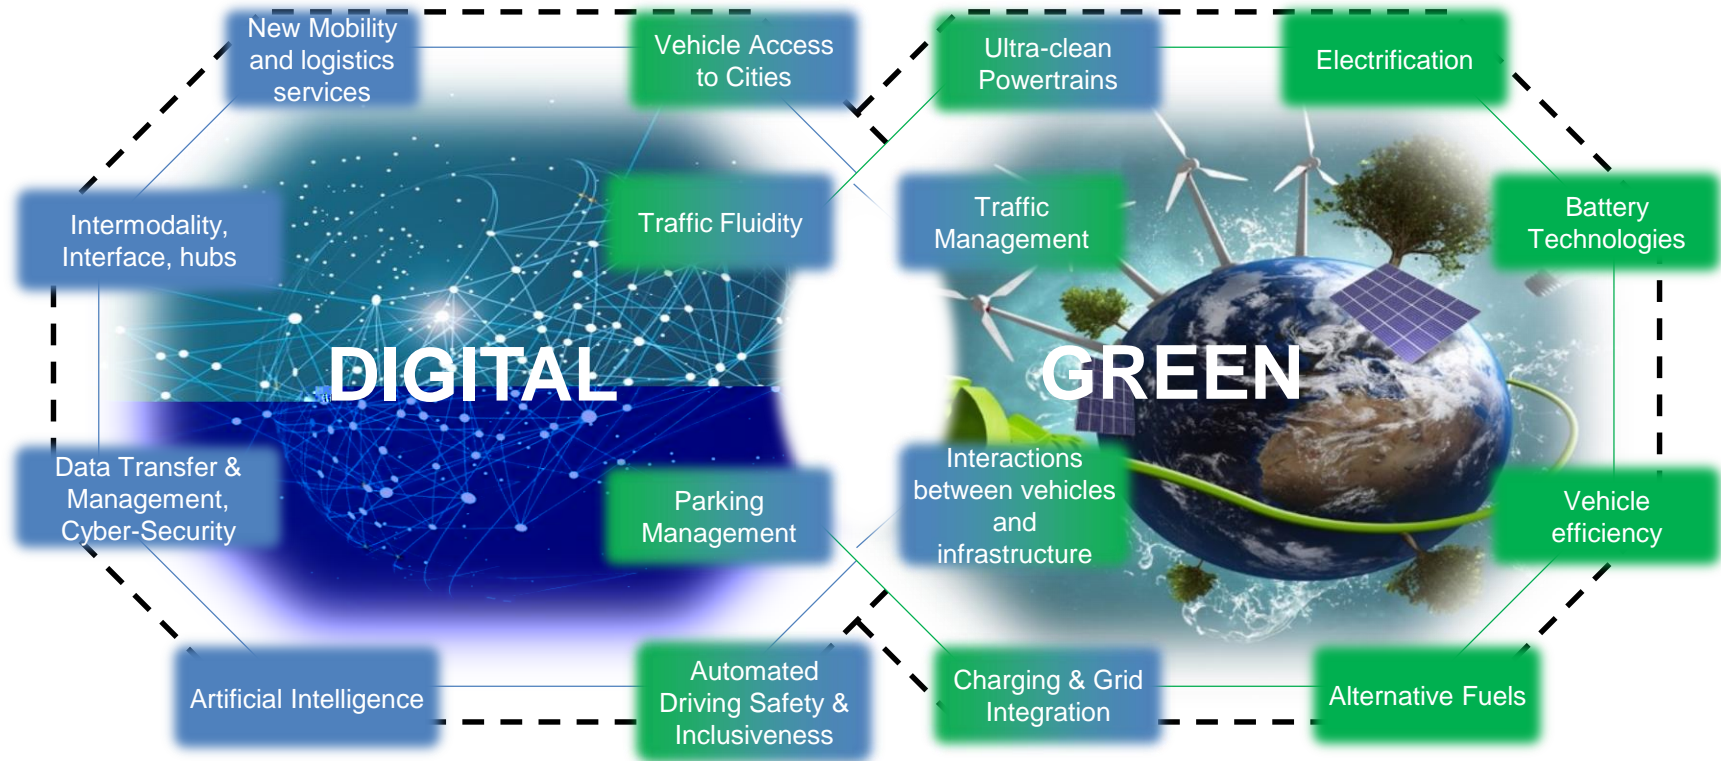 New Mobility
and logistics
services
Vehicle Access
to Cities
Ultra-clean
Powertrains
Electrification
Intermodality,
Interface, hubs
Traffic Fluidity
Traffic
Management
Battery
Technologies
DIGITAL
GREEN
Data Transfer &
Management,
Cyber-Security
Parking
Management
Interactions
between vehicles
and
infrastructure
Vehicle
efficiency
Artificial Intelligence
Automated
Driving Safety &
Inclusiveness
Charging & Grid
Integration
Alternative Fuels